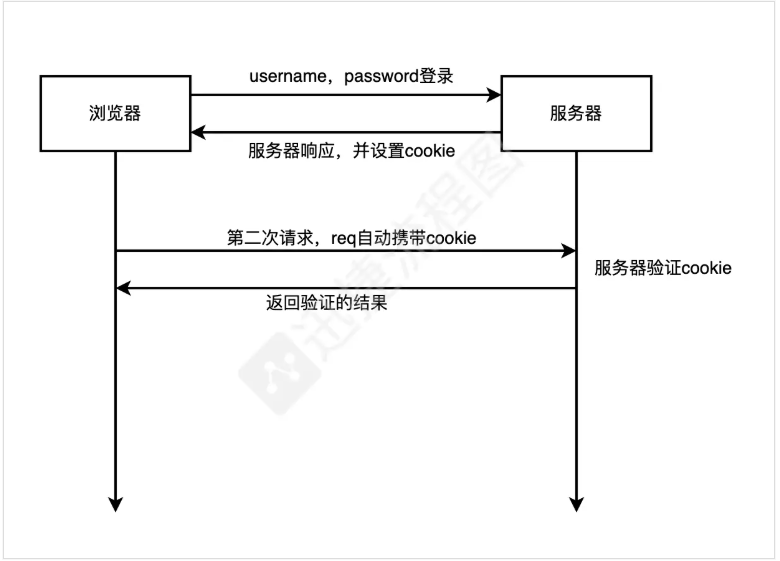 username，password登录
浏览器
服务器
服务器响应，并设置cookie
第二次请求，req自动携带cookie
服务器验证cookie
返回验证的结果
迅捷流程图